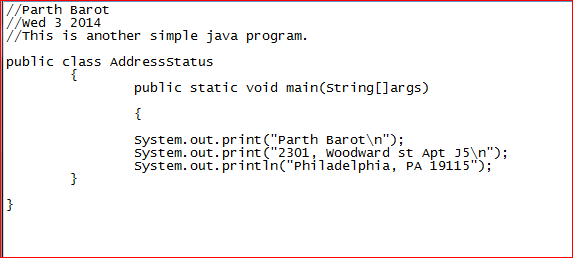 //Parth Barot
//Wed 3 2014
//This is another simple java program.
public class AddressStatus
{
public static void main(String[]args)
{
System.out.print("Parth Barot\n");
System.out.print("2301, Woodward st Apt J5\n");
System.out.println("Philadelphia, PA 19115");
}
}